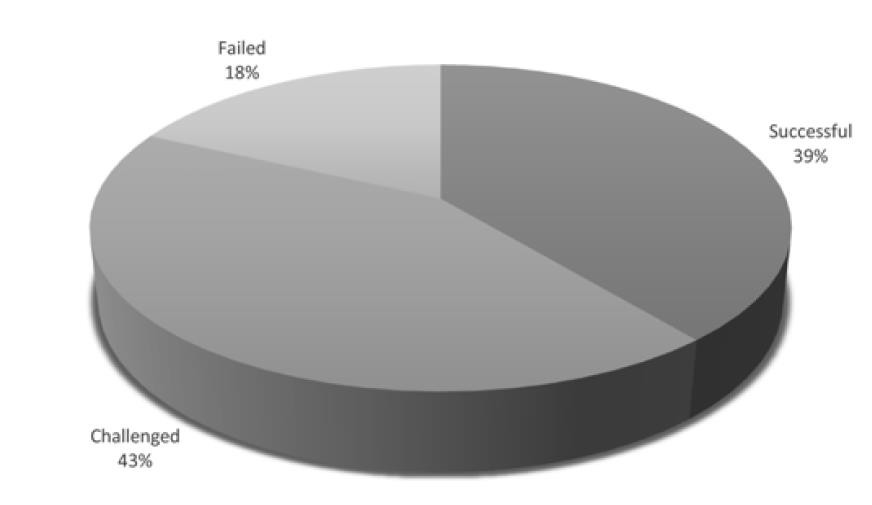 Failed
18%
Successful
39%
Challenged
43%